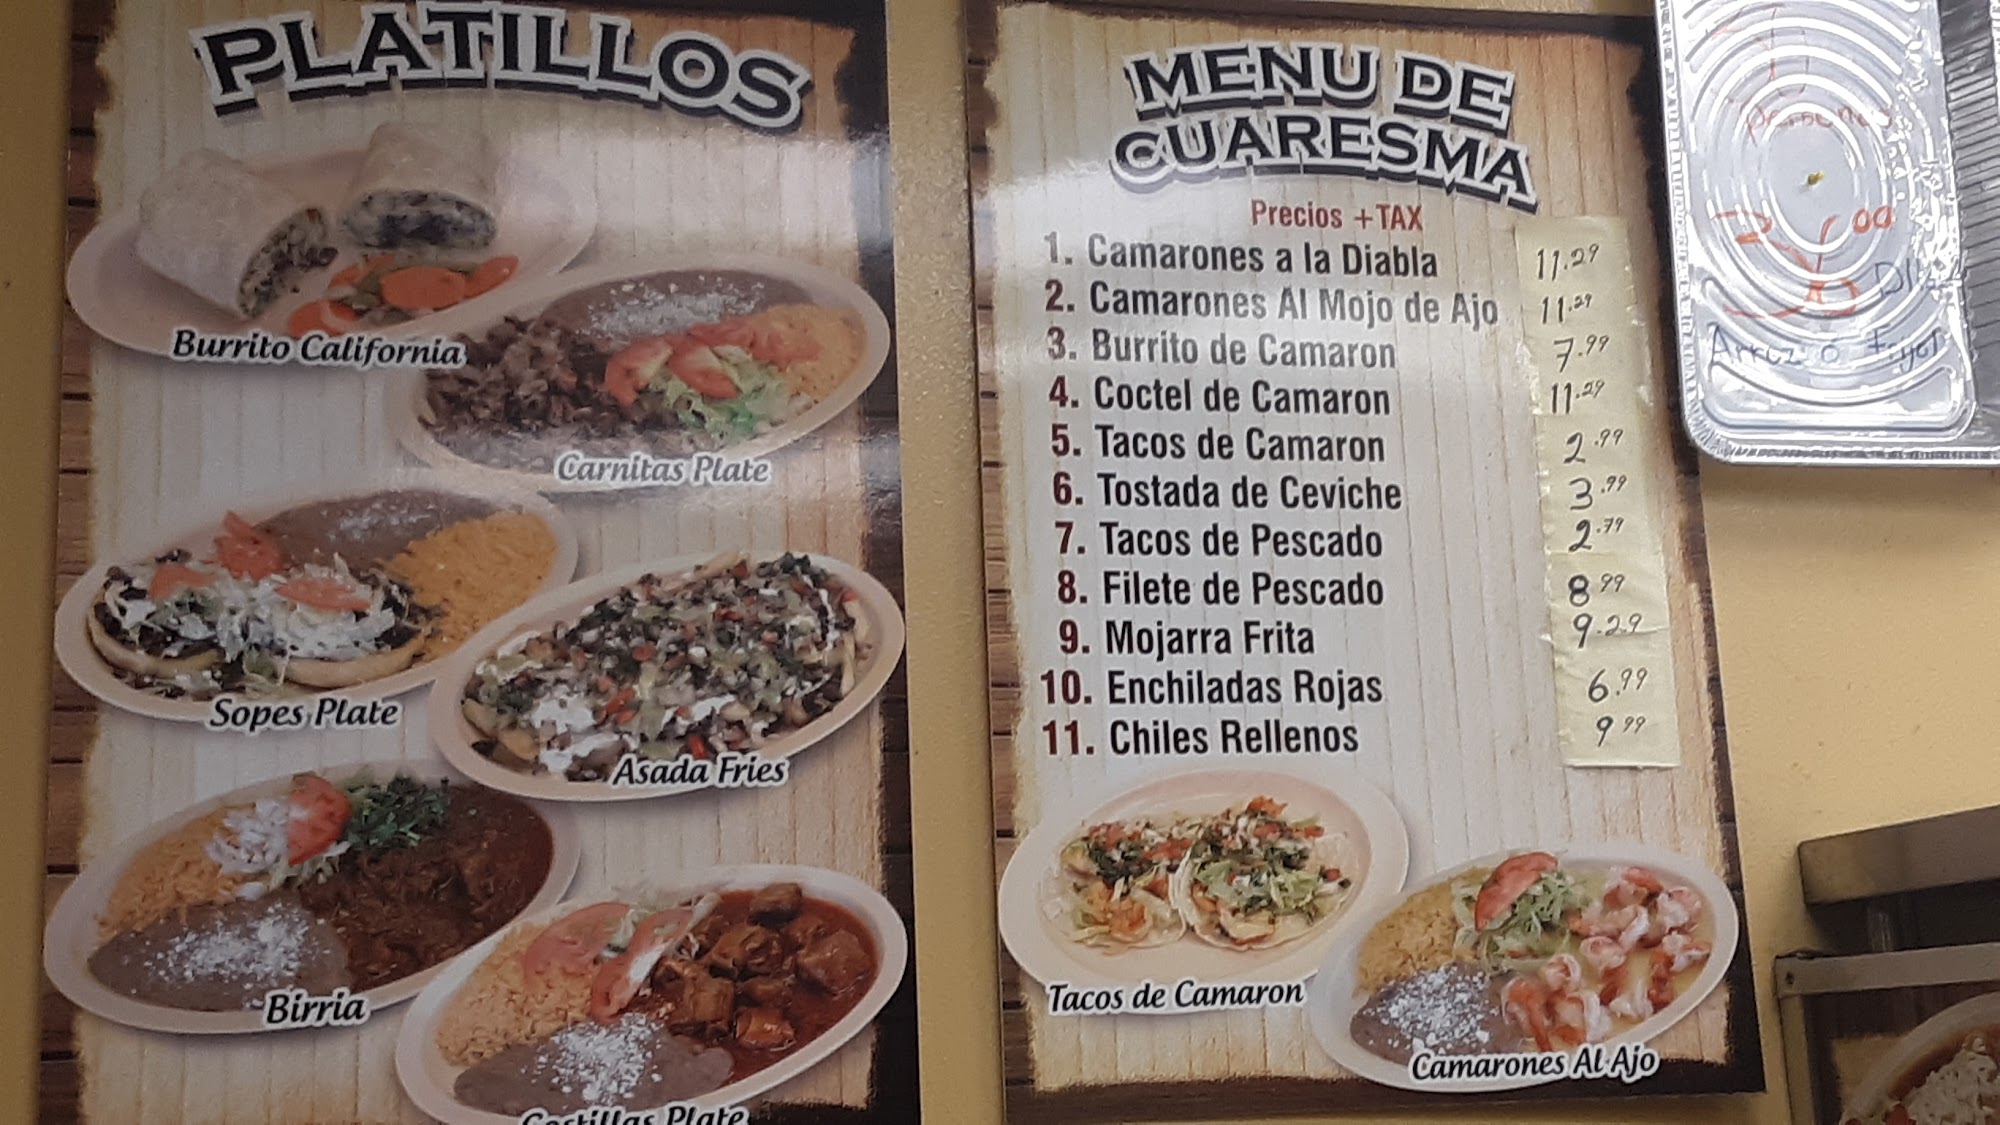 PLATILLOS
Burrito California
Carnitas Plate
Sopes Plate
Asada Fries
Birria
Costillas Plate
MENU DE
CUARESMA
Precios + TAX
1. Camarones a la Diabla 11.29
2. Camarones Al Mojo de Ajo 11.29
3. Burrito de Camaron 7.99
4. Coctel de Camaron 11.29
5. Tacos de Camaron 2.99
6. Tostada de Ceviche 3.99
7. Tacos de Pescado 2.79
8. Filete de Pescado 8.99
9. Mojarra Frita 9.29
10. Enchiladas Rojas 6.99
11. Chiles Rellenos 9.99
Tacos de Camaron
Camarones Al Ajo
Arroz ó